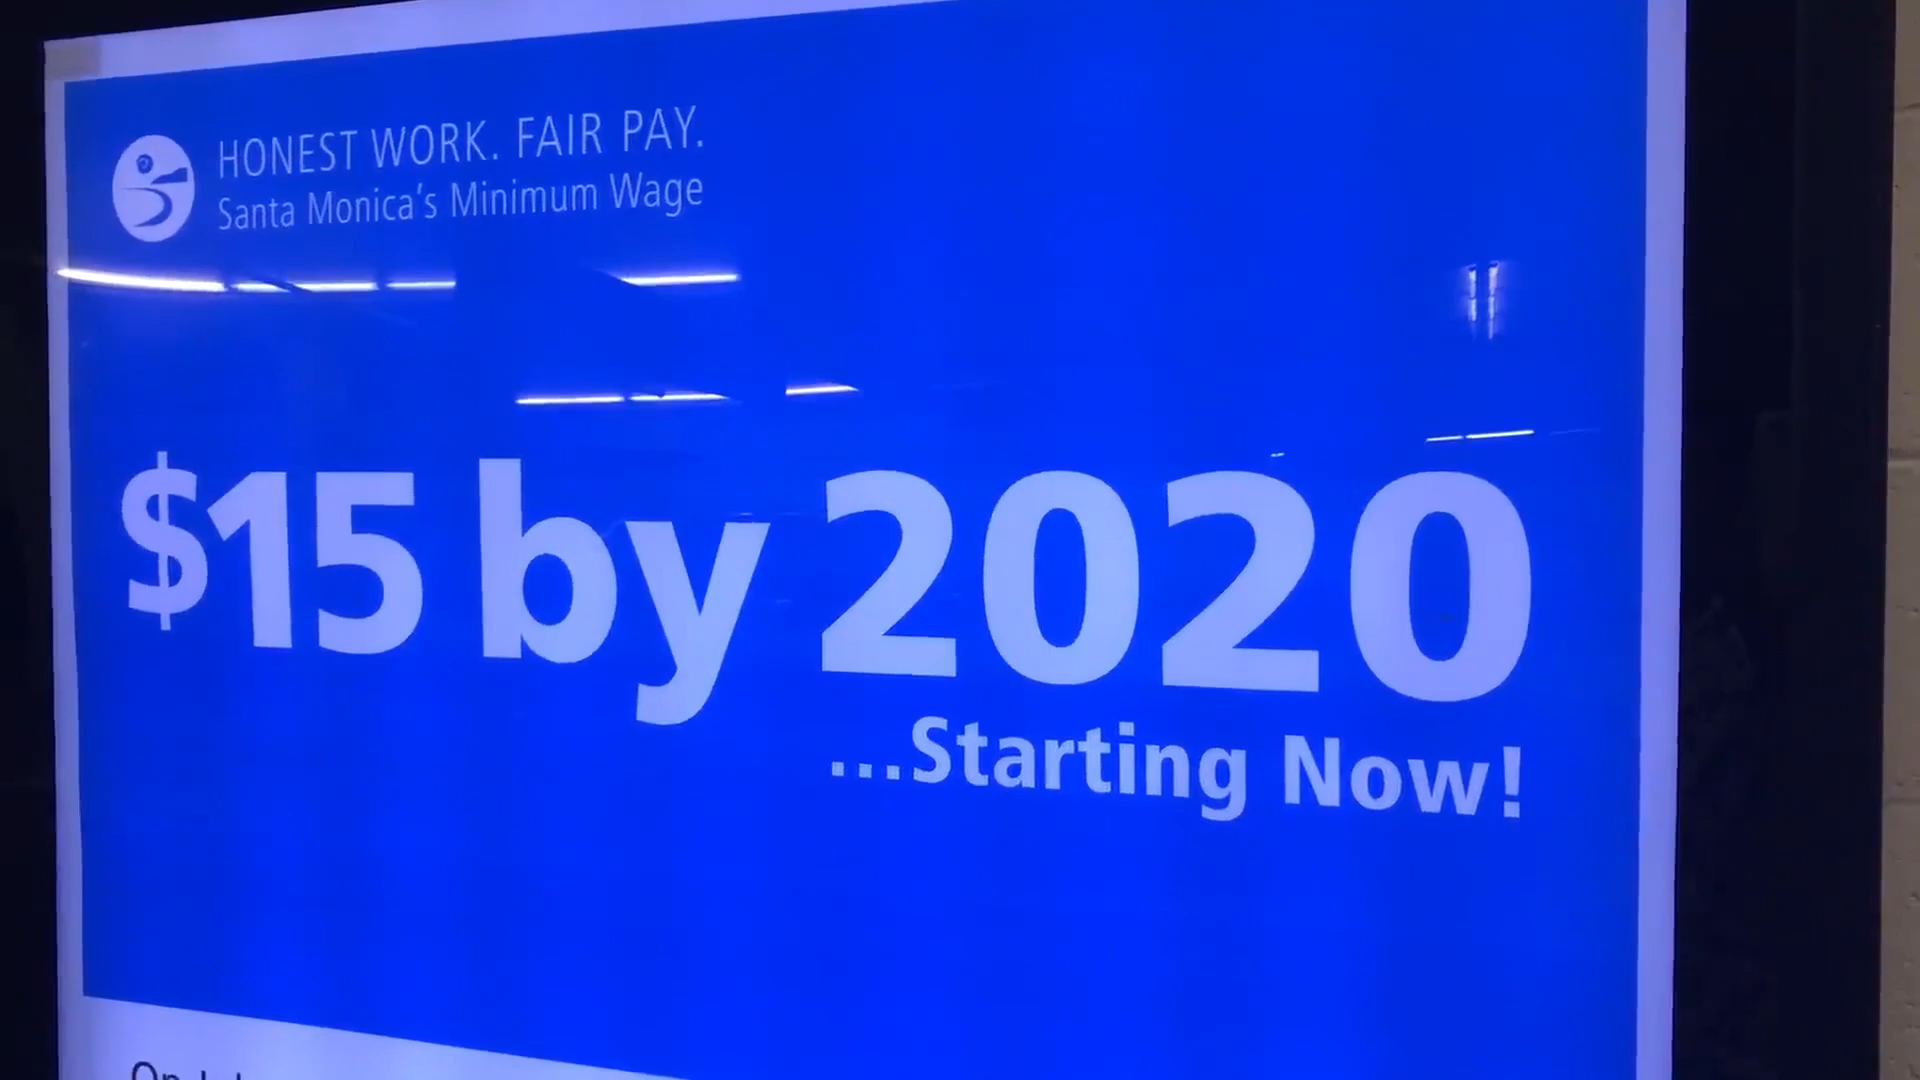 HONEST WORK. FAIR PAY.
Santa Monica's Minimum Wage
$15 by 2020
...Starting Now!